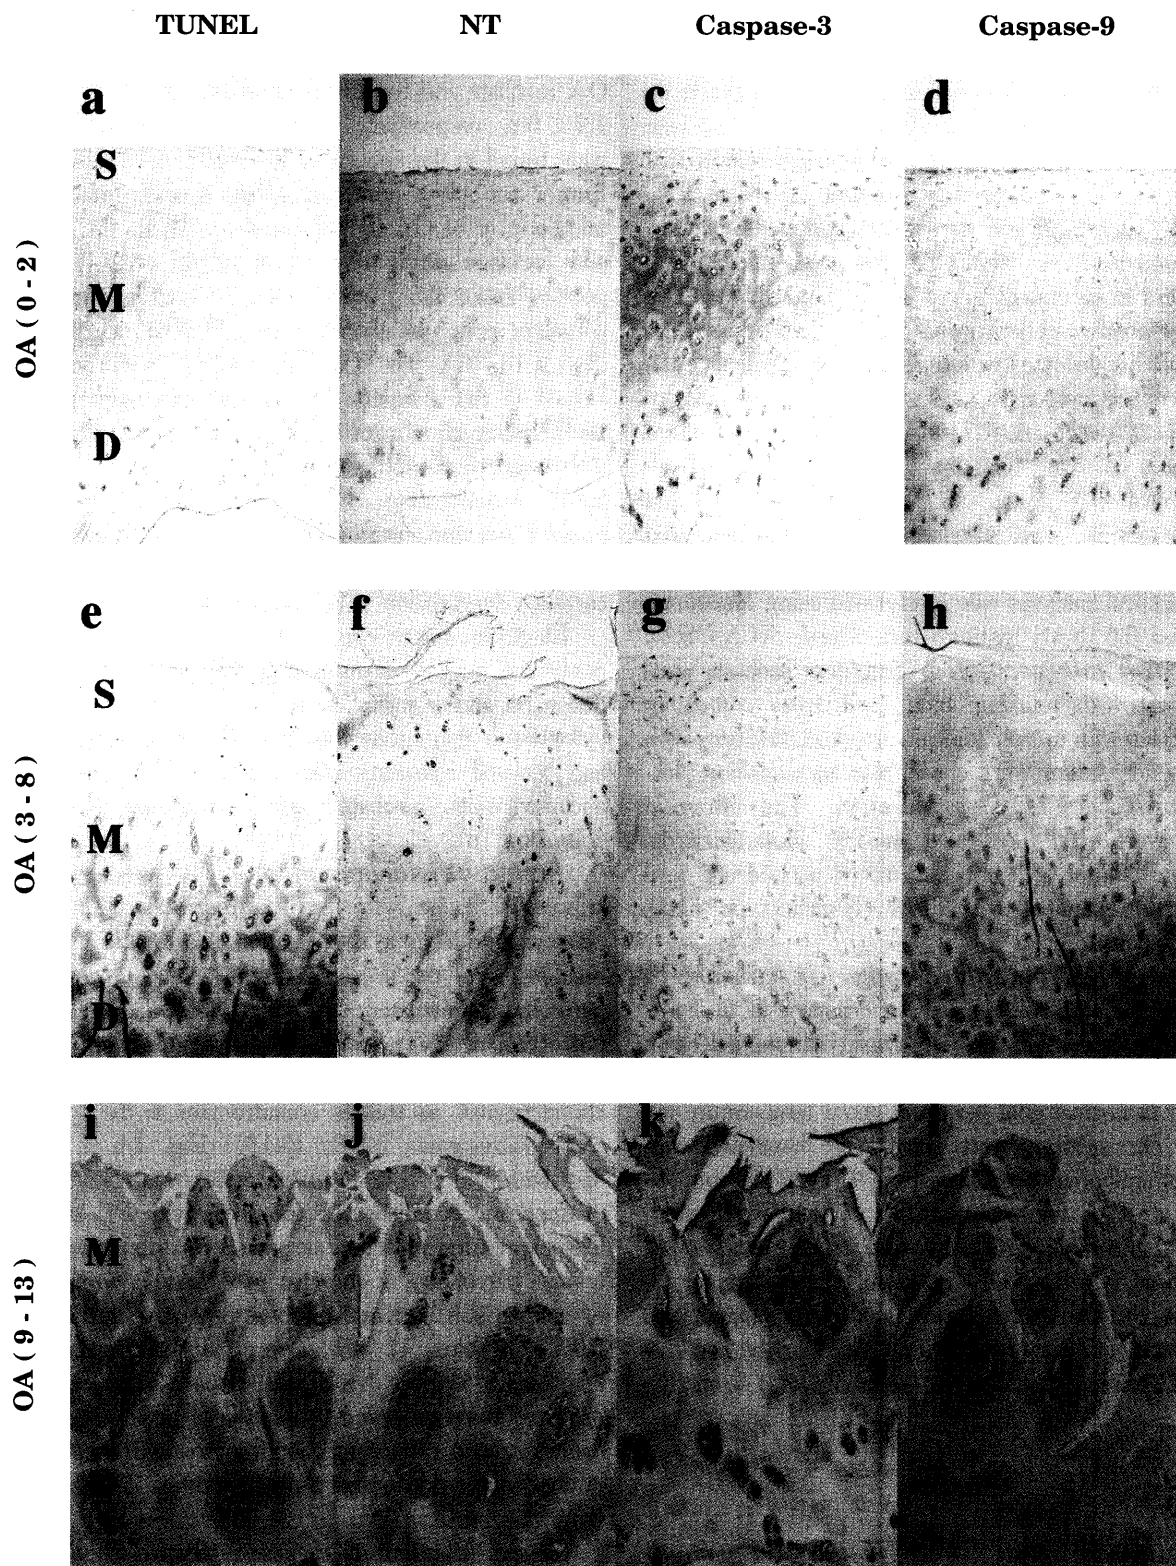 TUNEL NT Caspase-3 Caspase-9
a b c d
S
M
D
OA ( 0 - 2 )
e f g h
S
M
D
OA ( 3 - 8 )
i j k l
M
OA ( 9 - 13 )